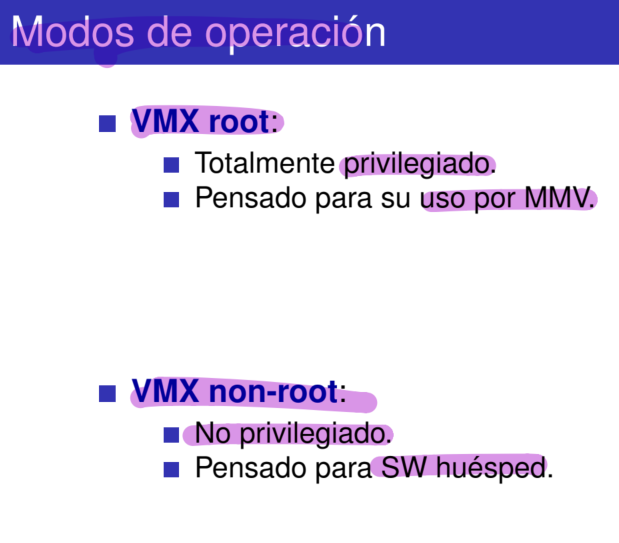 Modos de operación
VMX root:
Totalmente privilegiado.
Pensado para su uso por MMV.
VMX non-root:
No privilegiado.
Pensado para SW huésped.